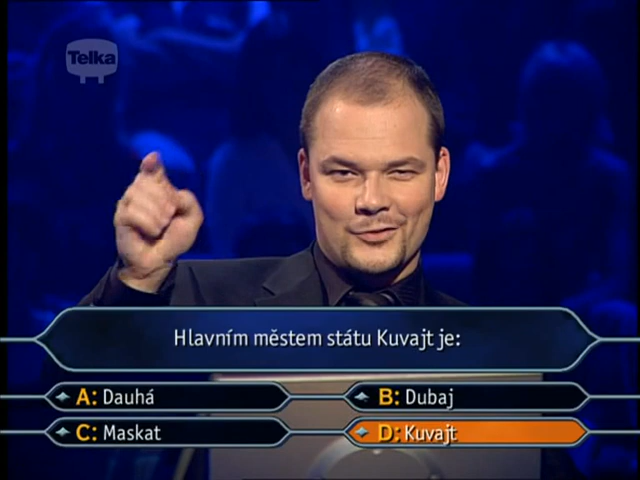 Telka
Hlavním městem státu Kuvajt je:
A: Dauhá
B: Dubaj
C: Maskat
D: Kuvajt